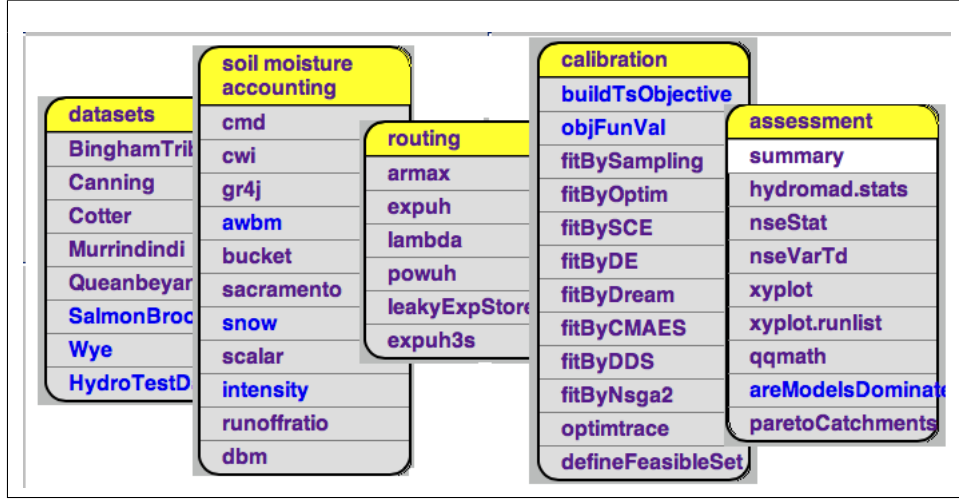 datasets
BinghamTrib
Canning
Cotter
Murrindindi
Queanbeyan
SalmonBroo
Wye
HydroTestDa
soil moisture
accounting
cmd
cwi
gr4j
awbm
bucket
sacramento
snow
scalar
intensity
runoffratio
dbm
routing
armax
expuh
lambda
powuh
leakyExpStore
expuh3s
calibration
buildTsObjective
objFunVal
fitBySampling
fitByOptim
fitBySCE
fitByDE
fitByDream
fitByCMAES
fitByDDS
fitByNsga2
optimtrace
defineFeasibleSet
assessment
summary
hydromad.stats
nseStat
nseVarTd
xyplot
xyplot.runlist
qqmath
areModelsDominate
paretoCatchments